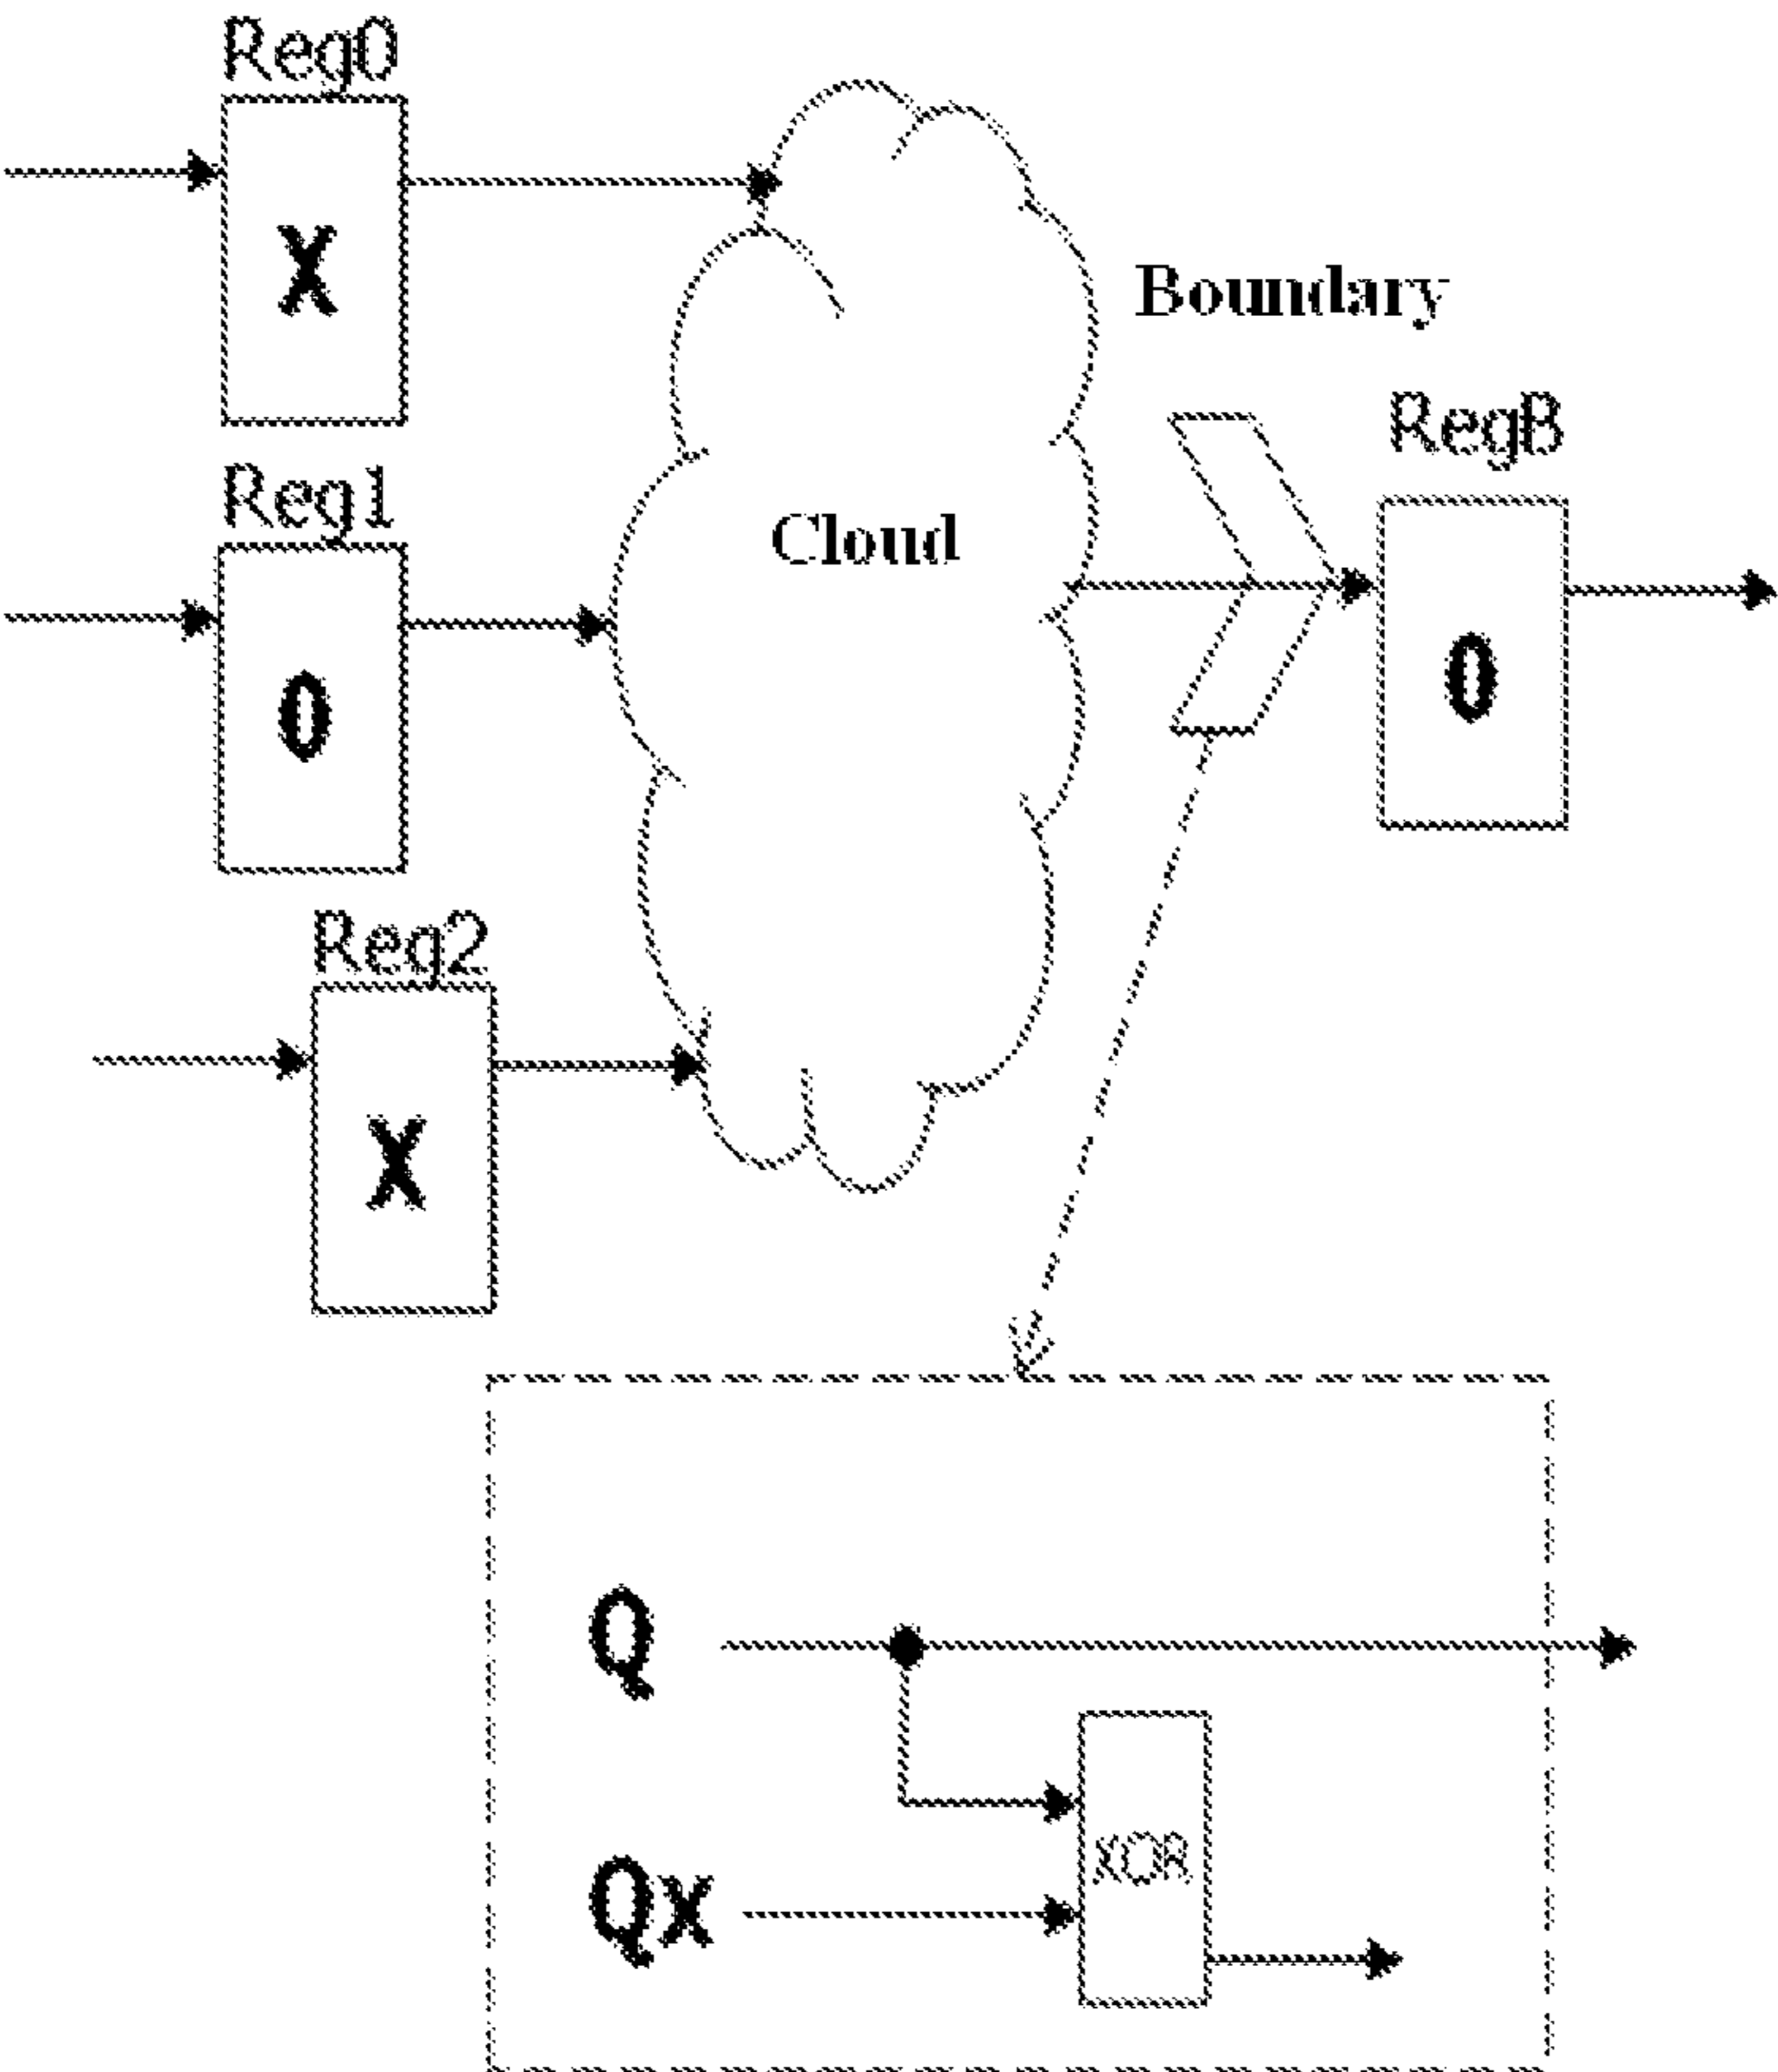 Reg0
X
Boundary
RegB
Reg1
Cloud
0
0
Reg2
X
Q
XOR
QX